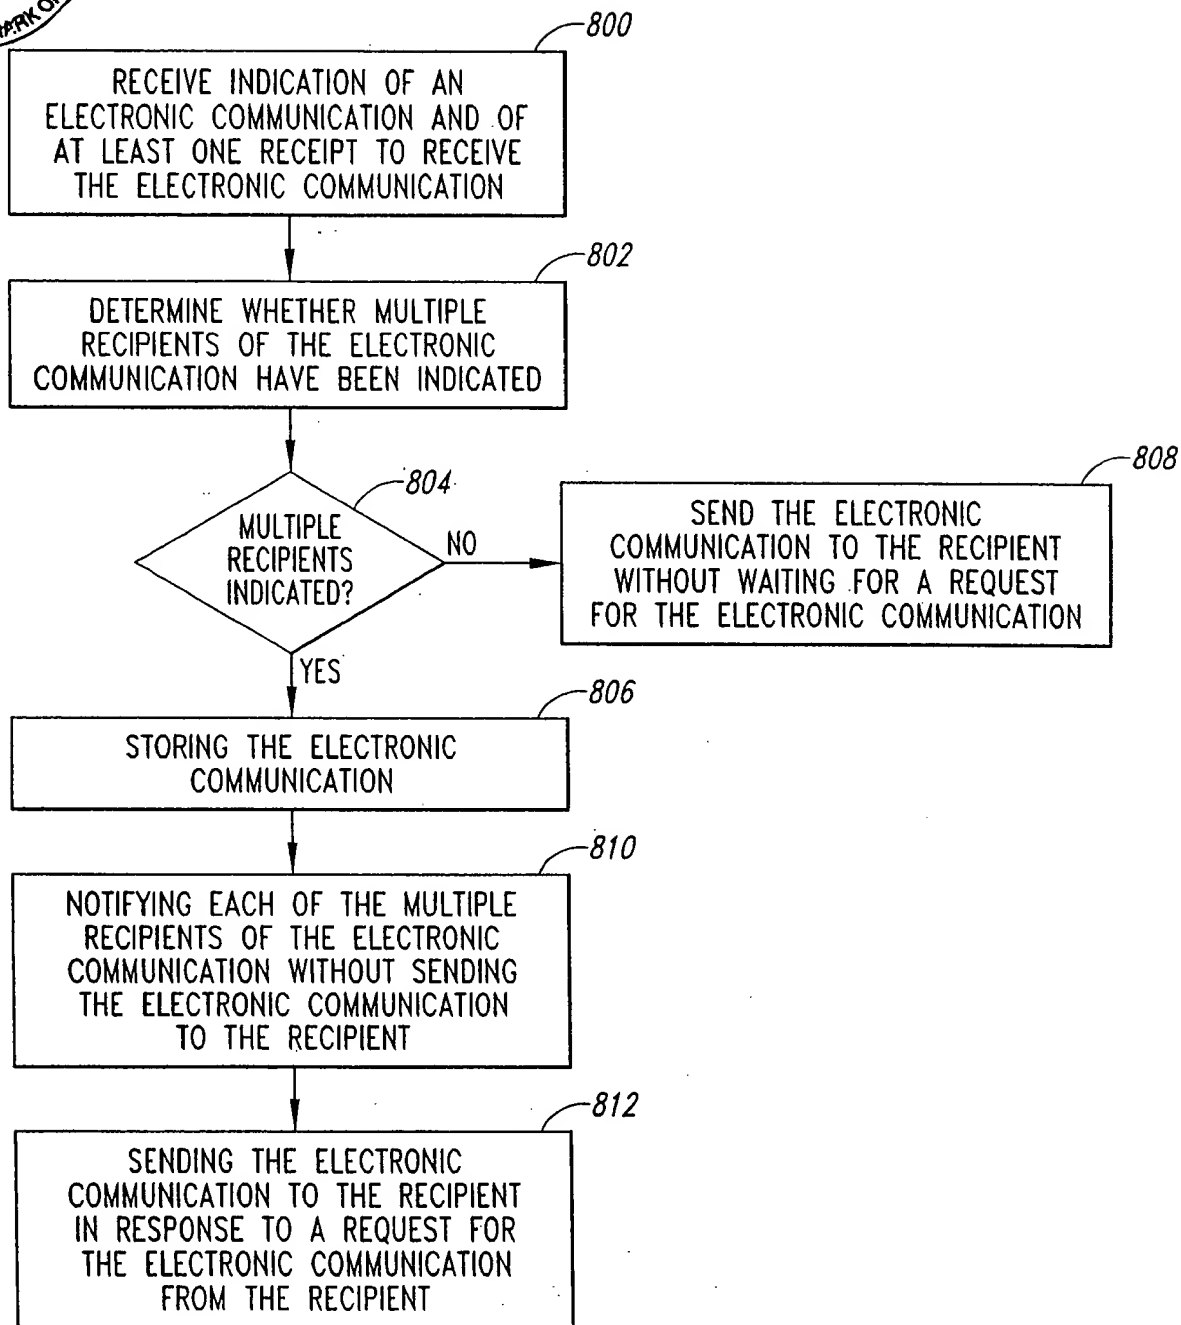 800
RECEIVE INDICATION OF AN
ELECTRONIC COMMUNICATION AND OF
AT LEAST ONE RECEIPT TO RECEIVE
THE ELECTRONIC COMMUNICATION
802
DETERMINE WHETHER MULTIPLE
RECIPIENTS OF THE ELECTRONIC
COMMUNICATION HAVE BEEN INDICATED
804
MULTIPLE
RECIPIENTS
INDICATED?
NO
808
SEND THE ELECTRONIC
COMMUNICATION TO THE RECIPIENT
WITHOUT WAITING FOR A REQUEST
FOR THE ELECTRONIC COMMUNICATION
YES
806
STORING THE ELECTRONIC
COMMUNICATION
810
NOTIFYING EACH OF THE MULTIPLE
RECIPIENTS OF THE ELECTRONIC
COMMUNICATION WITHOUT SENDING
THE ELECTRONIC COMMUNICATION
TO THE RECIPIENT
812
SENDING THE ELECTRONIC
COMMUNICATION TO THE RECIPIENT
IN RESPONSE TO A REQUEST FOR
THE ELECTRONIC COMMUNICATION
FROM THE RECIPIENT